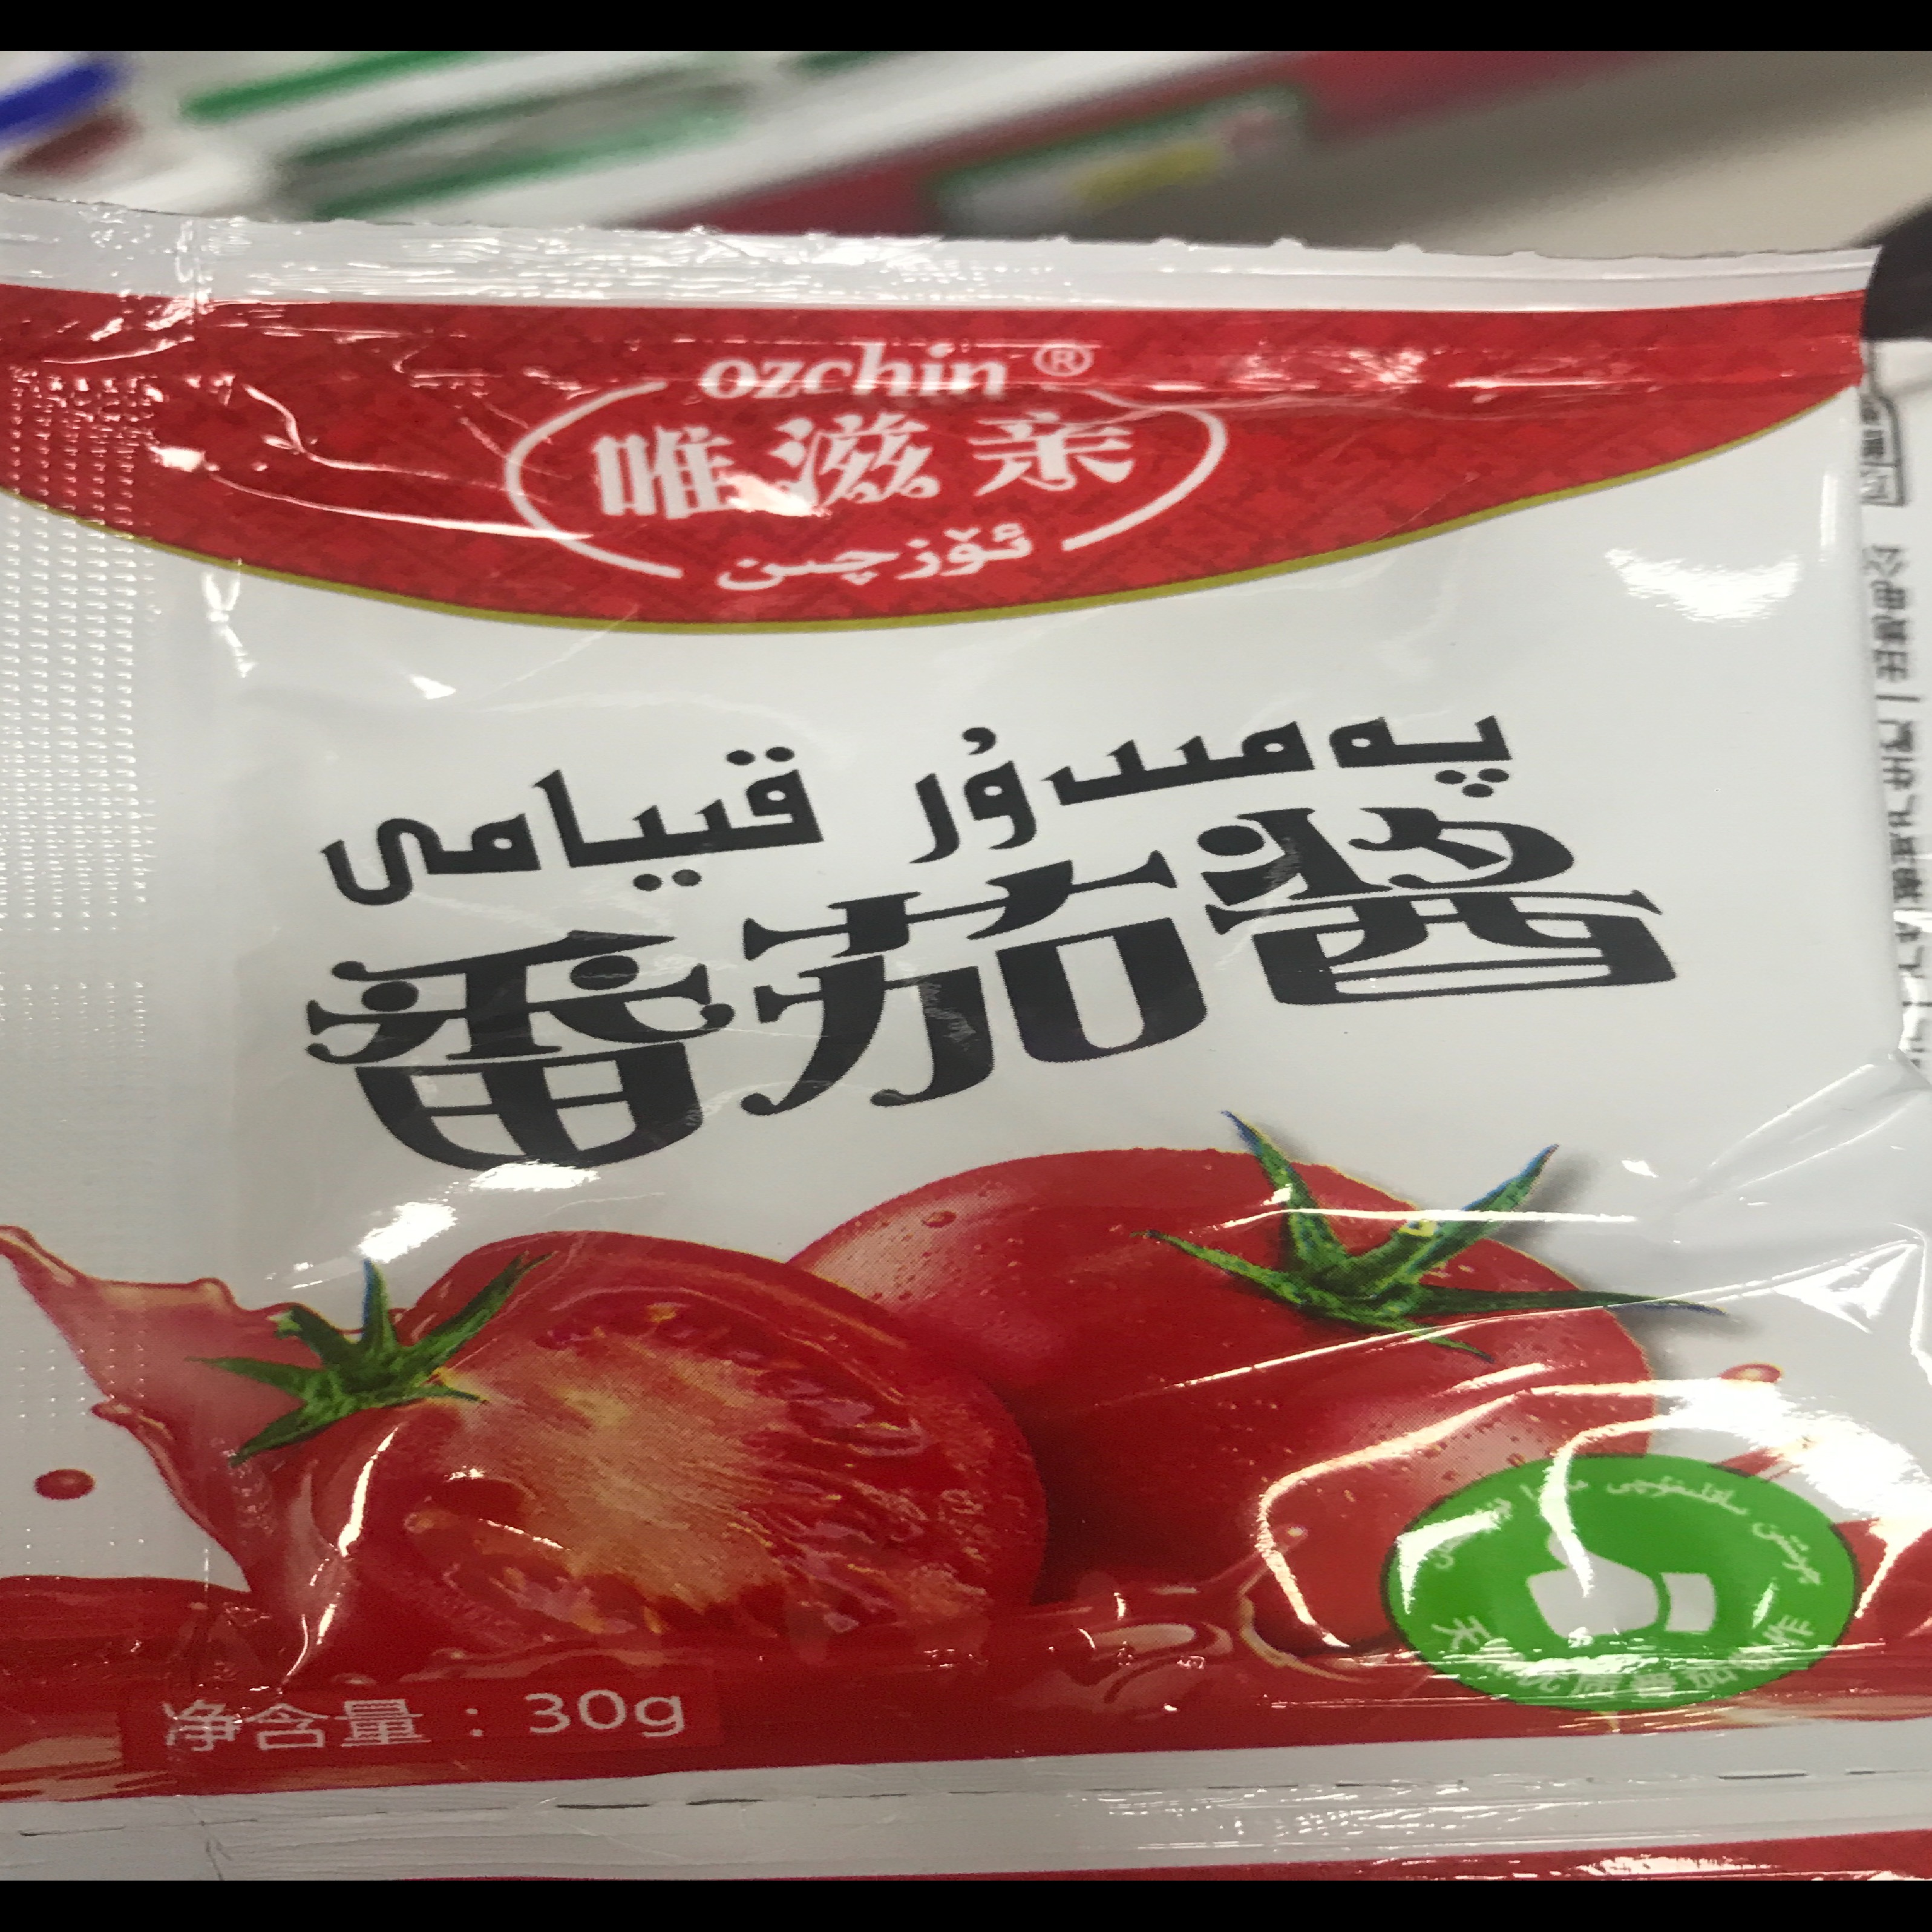 ozchin®
唯滋亲
ئۆزچىن
پەمىدۇر قىيامى
番茄酱
净含量：30g